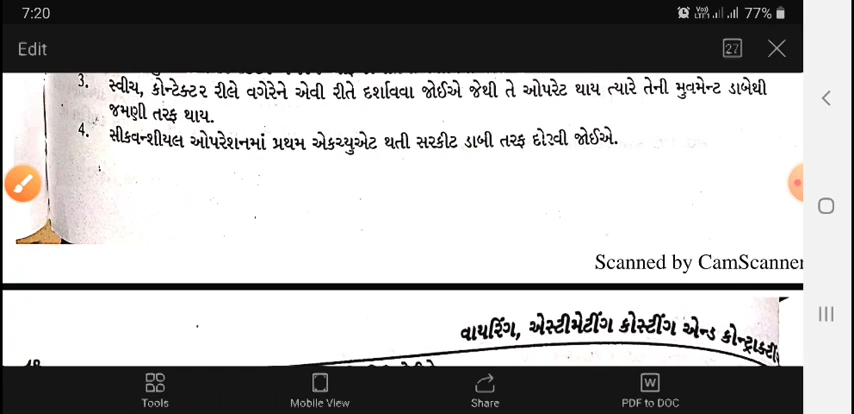 7:20
77%
Edit
27
3. સ્વીચ, કોન્ટેક્ટર રીલે વગેરેને એવી રીતે દર્શાવવા જોઈએ જેથી તે ઓપરેટ થાય ત્યારે તેની મુવમેન્ટ ડાબેથી
જમણી તરફ થાય.
4. સીકવન્શીયલ ઓપરેશનમાં પ્રથમ એકચ્યુએટ થતી સરકીટ ડાબી તરફ દોરવી જોઈએ.
Scanned by CamScanner
વાયરિંગ, એસ્ટીમેટીંગ કોસ્ટીંગ એન્ડ
Tools
Mobile View
Share
W
PDF to DOC